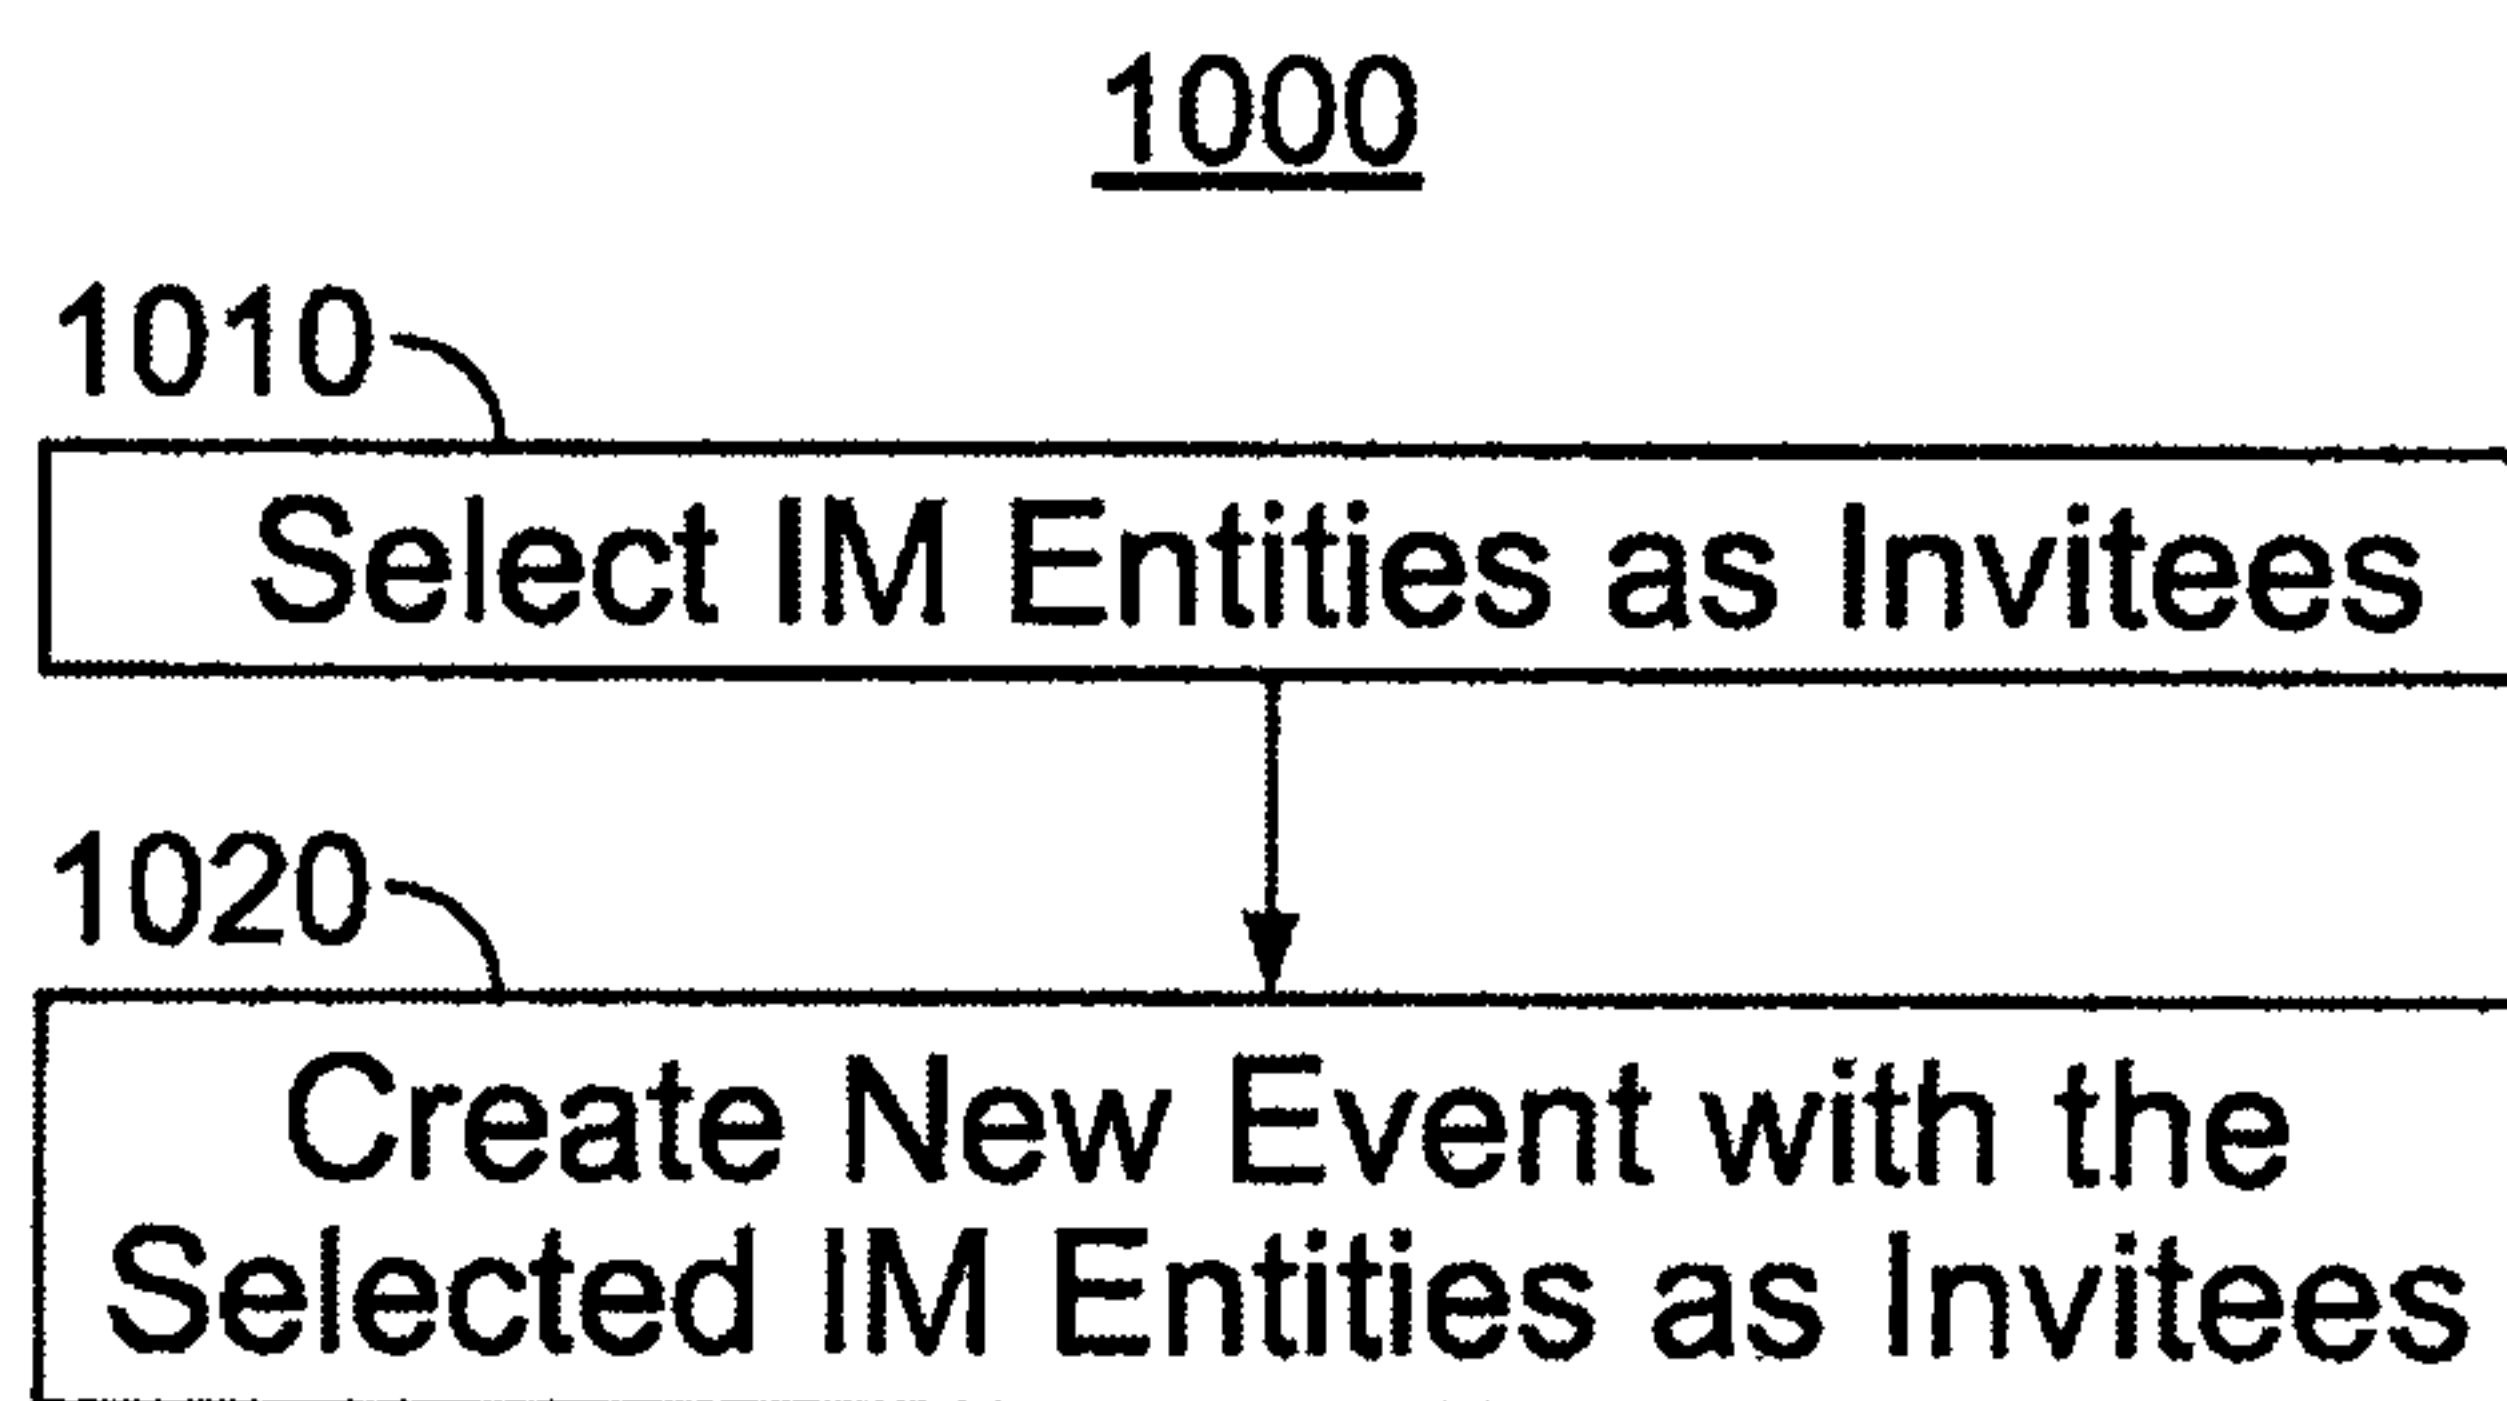 1000
1010
Select IM Entities as Invitees
1020
Create New Event with the
Selected IM Entities as Invitees